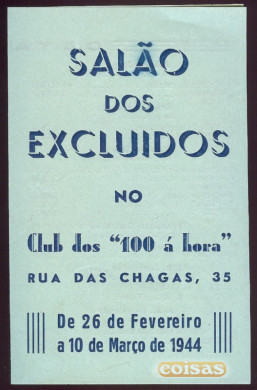 SALÃO
DOS
EXCLUIDOS
NO
Club dos "100 á hora"
RUA DAS CHAGAS, 35
De 26 de Fevereiro
a 10 de Março de 1944
coisas